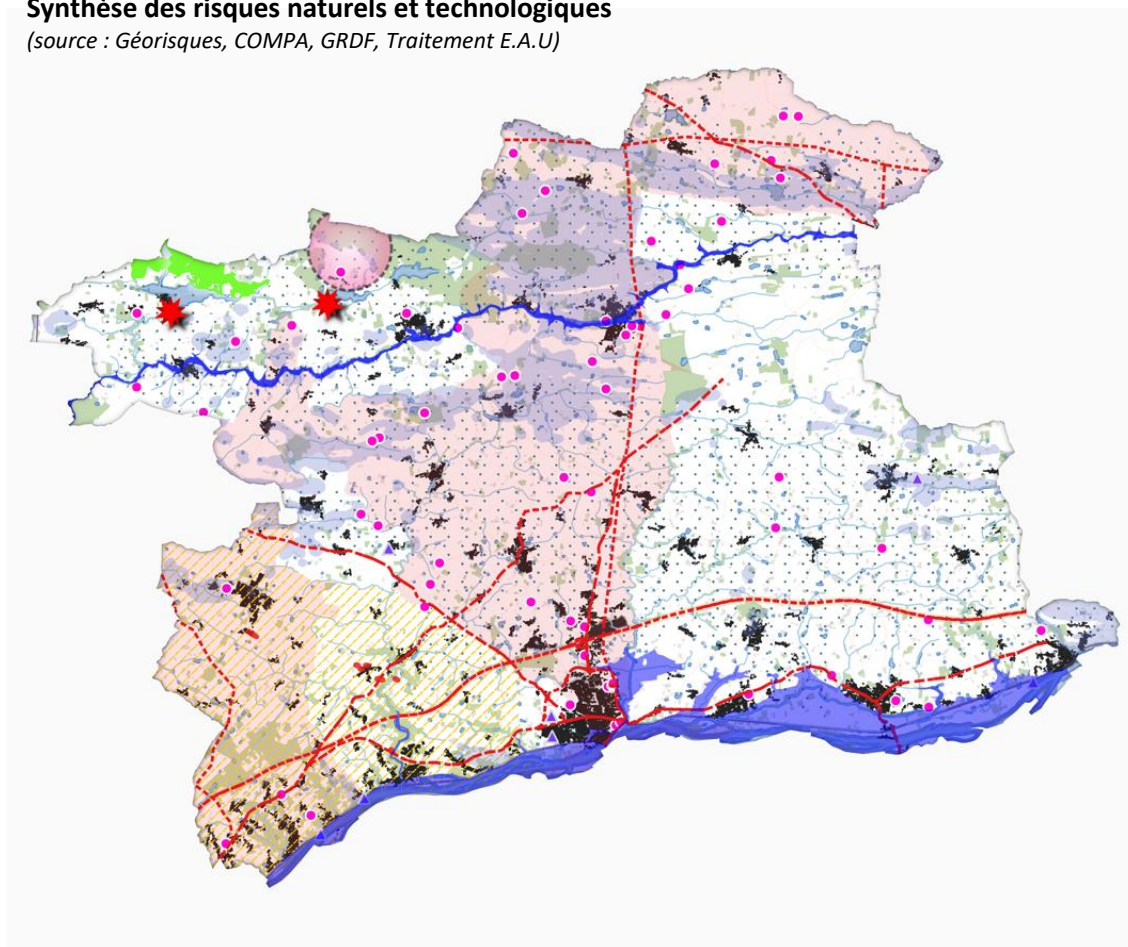 Synthèse des risques naturels et technologiques
(source : Géorisques, COMPA, GRDF, Traitement E.A.U)